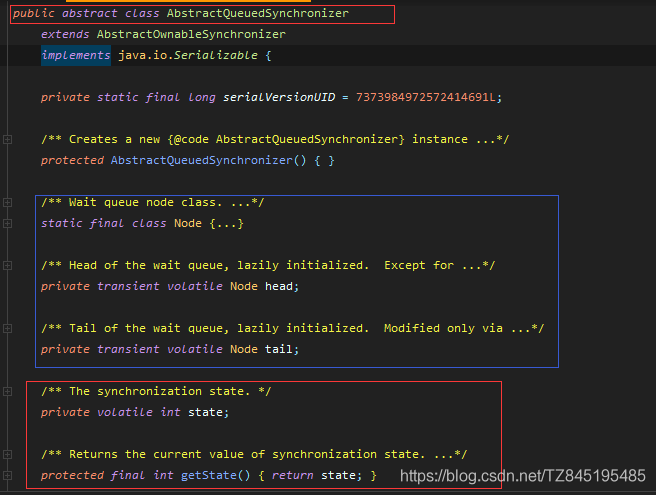 public abstract class AbstractQueuedSynchronizer
extends AbstractOwnableSynchronizer
implements java.io.Serializable {
private static final long serialVersionUID = 7373984972572414691L;
/** Creates a new {@code AbstractQueuedSynchronizer} instance ...*/
protected AbstractQueuedSynchronizer() { }
/** Wait queue node class. ...*/
static final class Node {...}
/** Head of the wait queue, lazily initialized.  Except for ...*/
private transient volatile Node head;
/** Tail of the wait queue, lazily initialized.  Modified only via ...*/
private transient volatile Node tail;
/** The synchronization state. */
private volatile int state;
/** Returns the current value of synchronization state. ...*/
protected final int getState() { return state; }
https://blog.csdn.net/TZ845195485